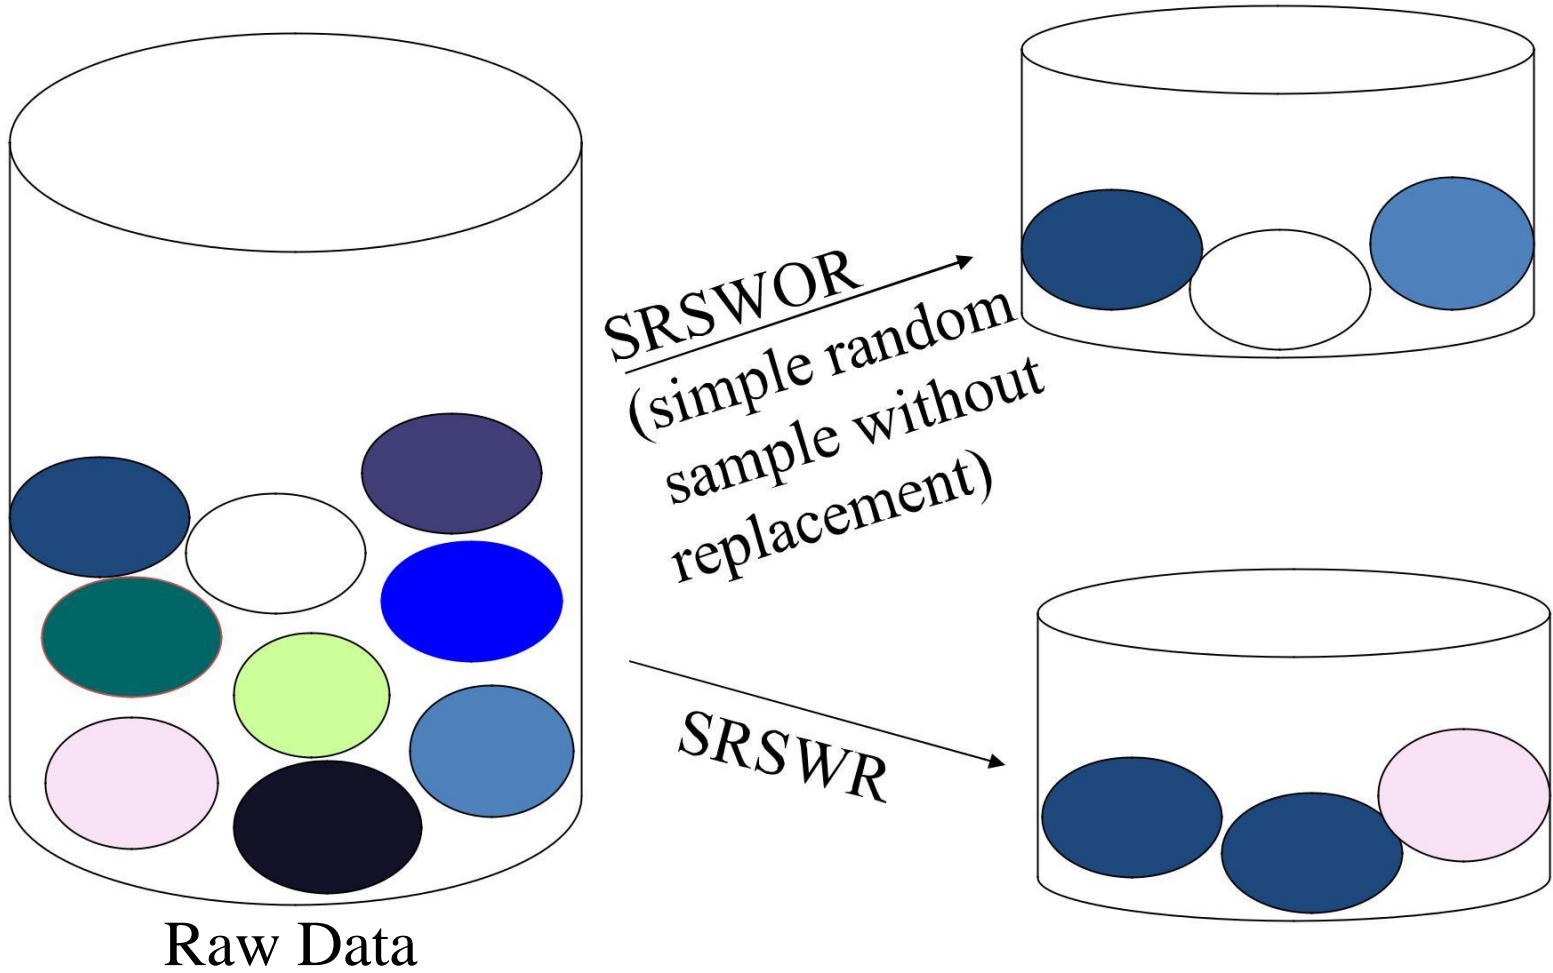 SRSWOR
(simple random
sample without
replacement)
SRSWR
Raw Data